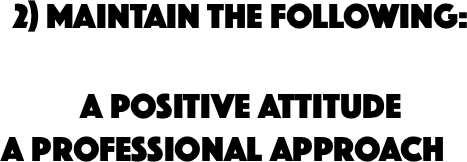 2) MAINTAIN THE FOLLOWING:
A POSITIVE ATTITUDE
A PROFESSIONAL APPROACH